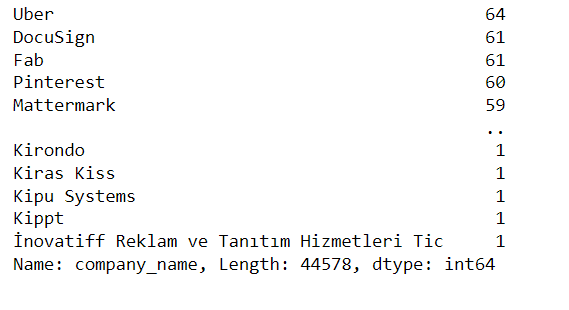 Uber 64
DocuSign 61
Fab 61
Pinterest 60
Mattermark 59
..
Kirondo 1
Kiras Kiss 1
Kipu Systems 1
Kippt 1
İnovatiff Reklam ve Tanıtım Hizmetleri Tic 1
Name: company_name, Length: 44578, dtype: int64